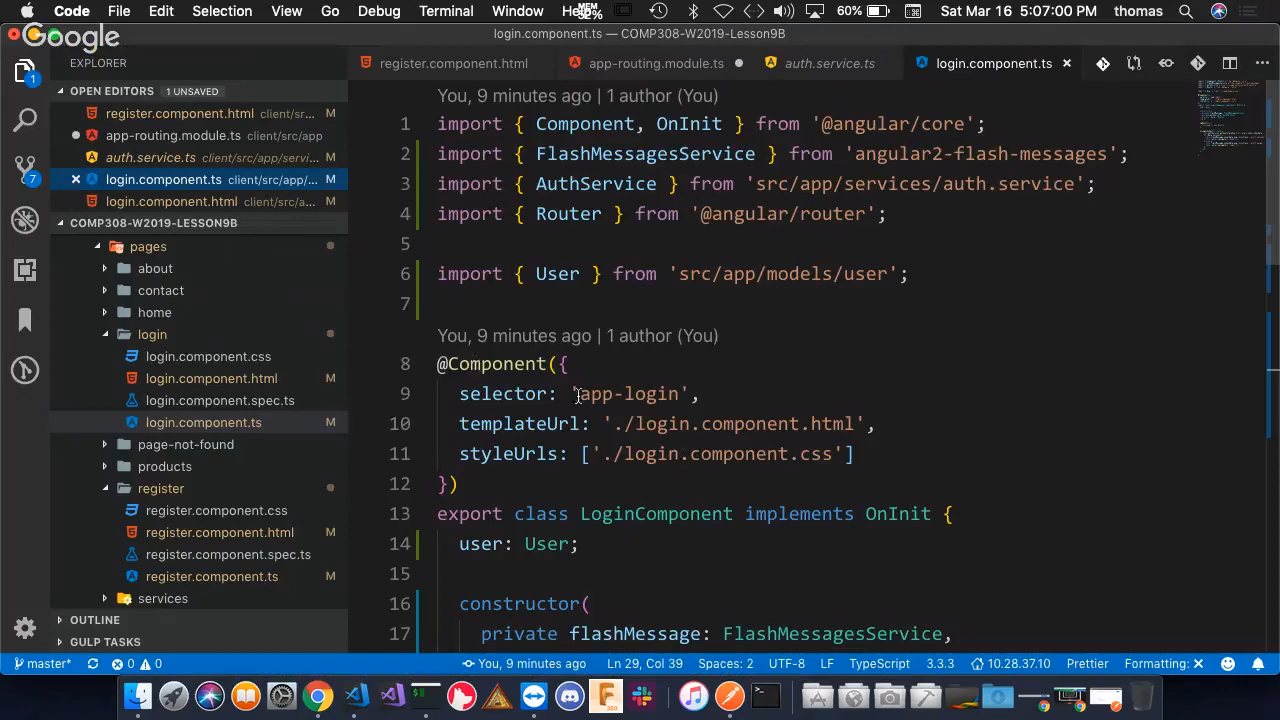 Code File Edit Selection View Go Debug Terminal Window MEM 52% 60% Sat Mar 16 5:07:00 PM thomas
login.component.ts — COMP308-W2019-Lesson9B
Google
EXPLORER
register.component.html app-routing.module.ts auth.service.ts login.component.ts
OPEN EDITORS 1 UNSAVED
register.component.html client/sr...
app-routing.module.ts client/src/app
auth.service.ts client/src/app/servi...
login.component.ts client/src/app/...
login.component.html client/src/a...
COMP308-W2019-LESSON9B
pages
about
contact
home
login
login.component.css
login.component.html M
login.component.spec.ts
login.component.ts M
page-not-found
products
register
register.component.css
register.component.html M
register.component.spec.ts
register.component.ts M
services
OUTLINE
GULP TASKS
1
7
You, 9 minutes ago | 1 author (You)
1 import { Component, OnInit } from '@angular/core';
2 import { FlashMessagesService } from 'angular2-flash-messages';
3 import { AuthService } from 'src/app/services/auth.service';
4 import { Router } from '@angular/router';
5
6 import { User } from 'src/app/models/user';
7
You, 9 minutes ago | 1 author (You)
8 @Component({
9 selector: 'app-login',
10 templateUrl: './login.component.html',
11 styleUrls: ['./login.component.css']
12 })
13 export class LoginComponent implements OnInit {
14 user: User;
15
16 constructor(
17 private flashMessage: FlashMessagesService,
master* 0 0 You, 9 minutes ago Ln 29, Col 39 Spaces: 2 UTF-8 LF TypeScript 3.3.3 10.28.37.10 Prettier Formatting: ×